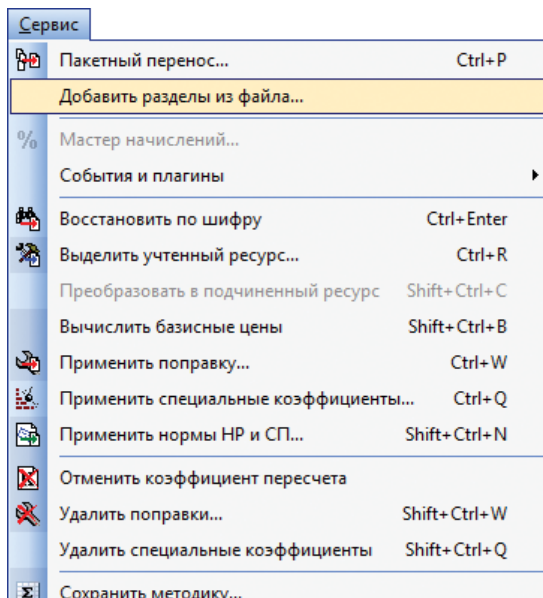 Сервис
Пакетный перенос... Ctrl+P
Добавить разделы из файла...
% Мастер начислений...
События и плагины
Восстановить по шифру Ctrl+Enter
Выделить учтенный ресурс... Ctrl+R
Преобразовать в подчиненный ресурс Shift+Ctrl+C
Вычислить базисные цены Shift+Ctrl+B
Применить поправку... Ctrl+W
Применить специальные коэффициенты... Ctrl+Q
Применить нормы НР и СП... Shift+Ctrl+N
Отменить коэффициент пересчета
Удалить поправки... Shift+Ctrl+W
Удалить специальные коэффициенты Shift+Ctrl+Q
Σ Сохранить методику...